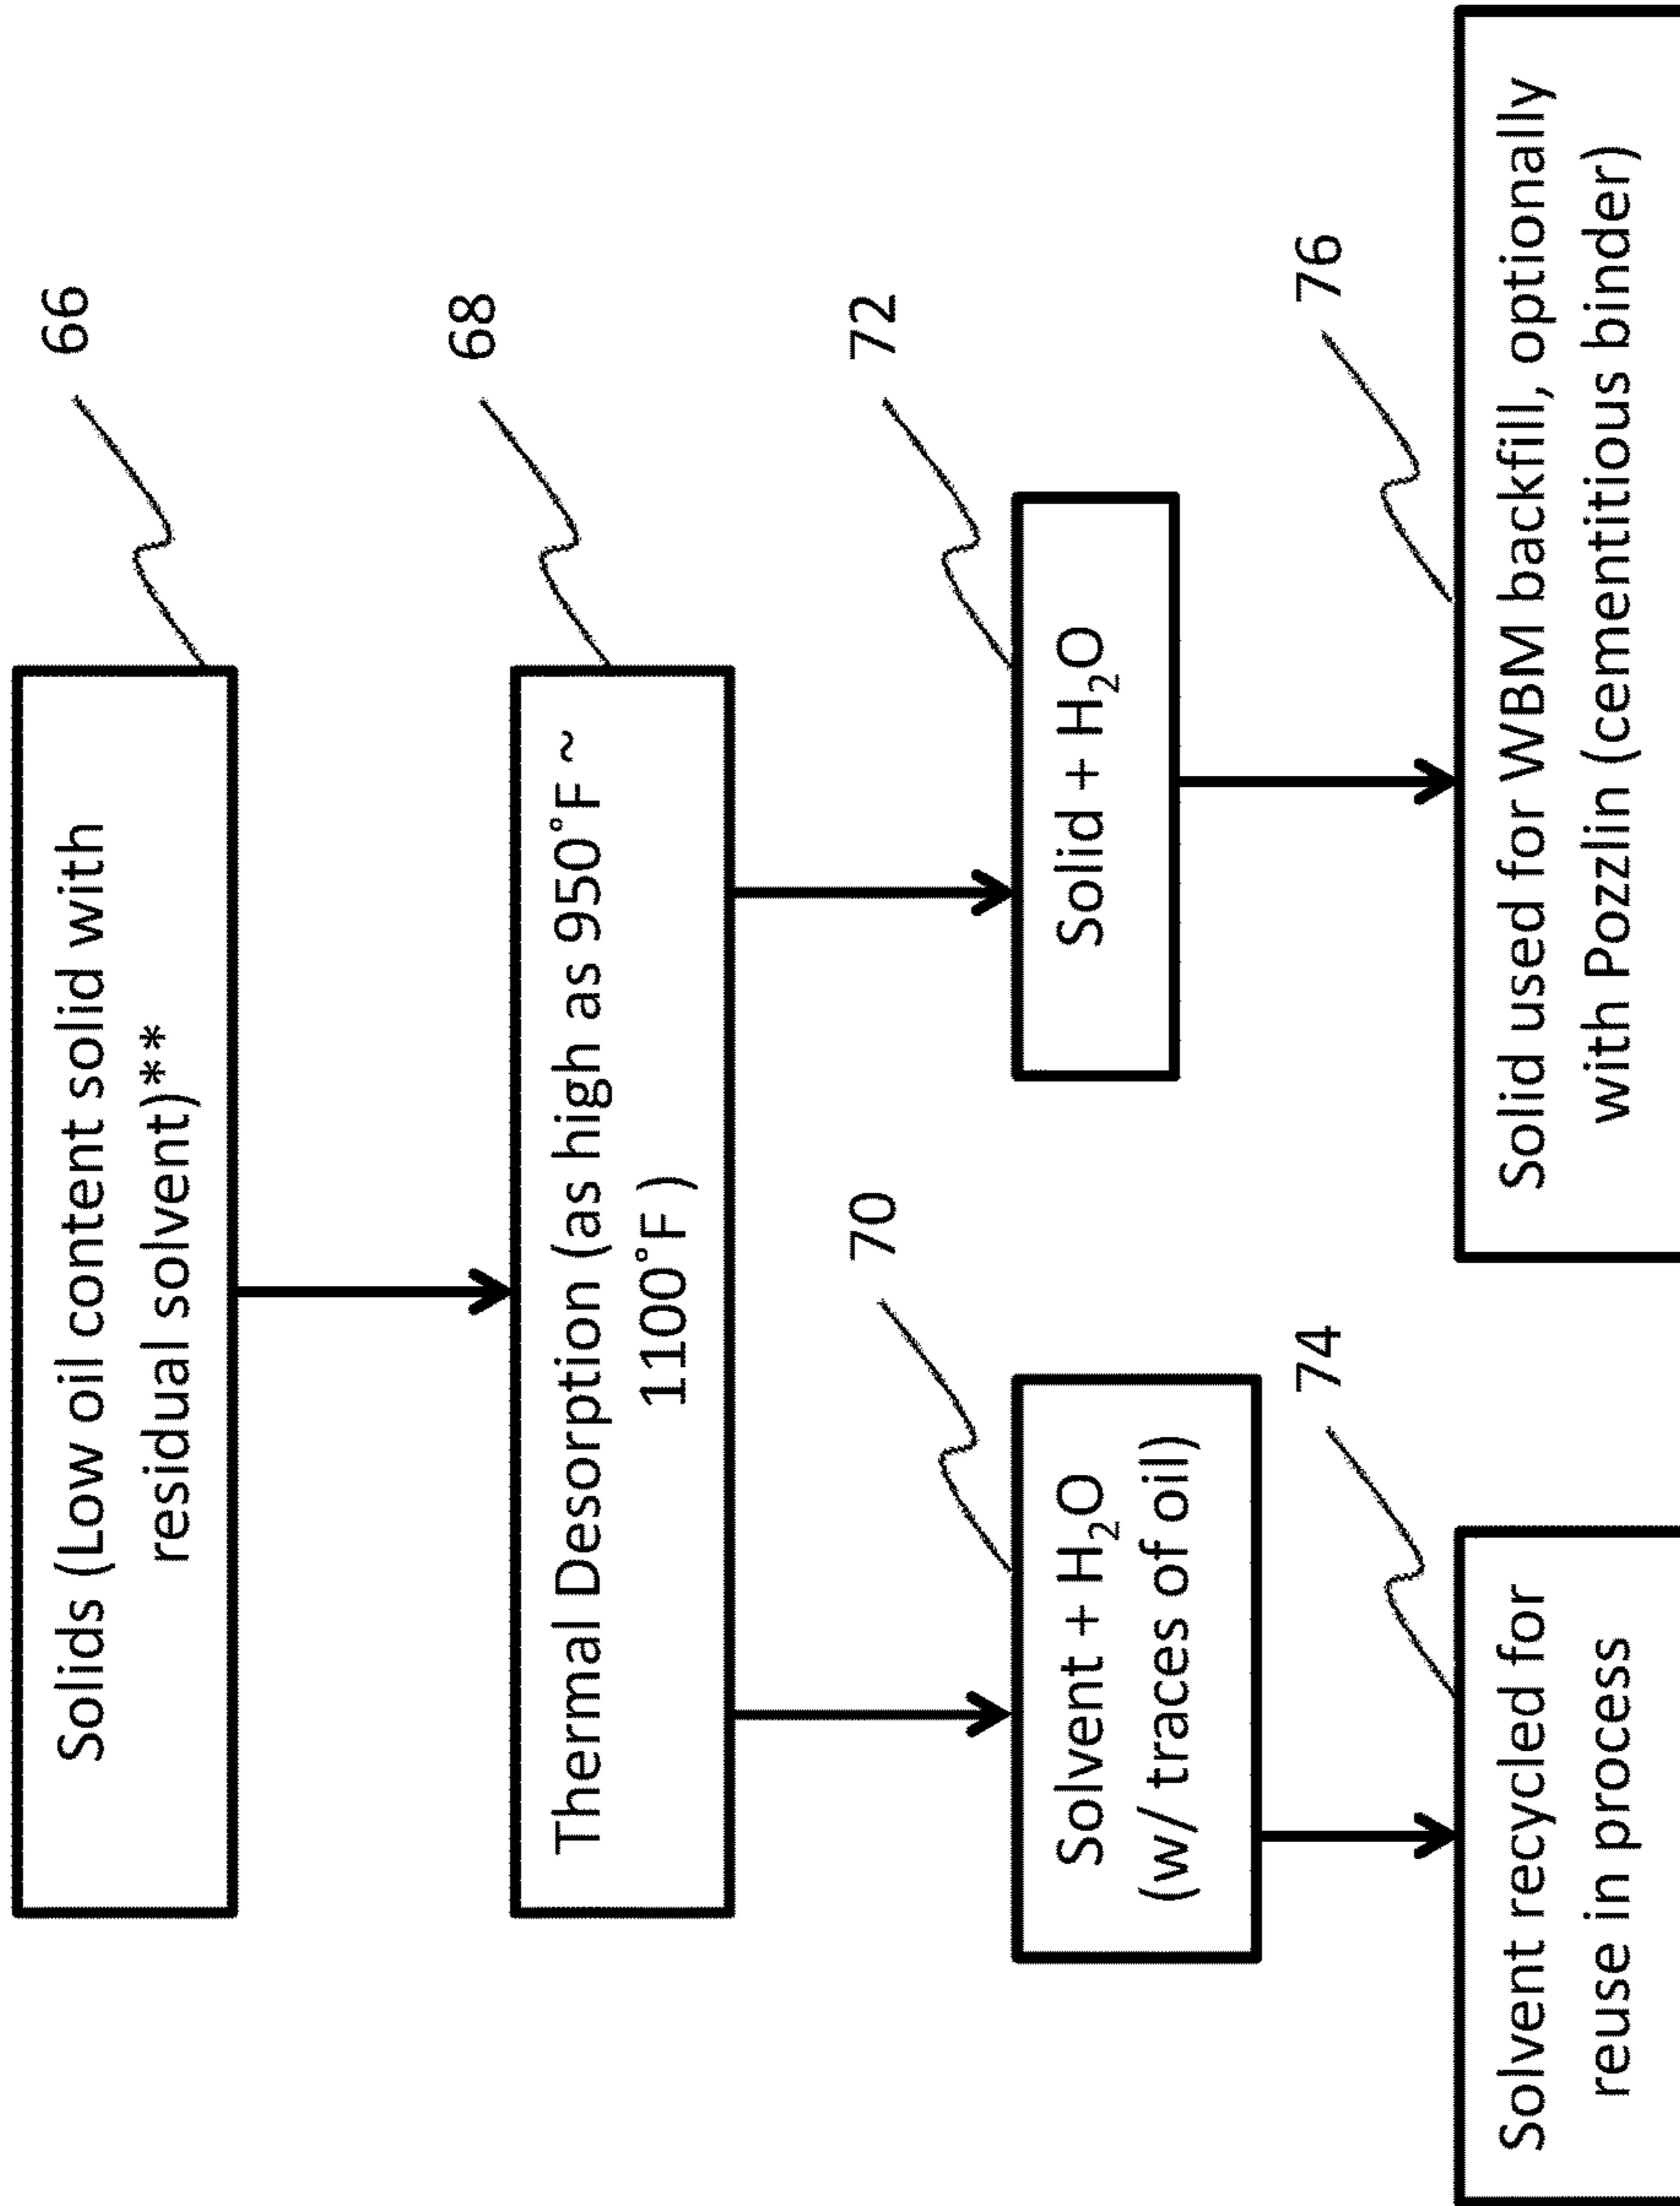 66
Solids (Low oil content solid with
residual solvent)**
68
Thermal Desorption (as high as 950°F ~
1100°F )
70
Solvent + H₂O
(w/ traces of oil)
72
Solid + H₂O
74
Solvent recycled for
reuse in process
76
Solid used for WBM backfill, optionally
with Pozzlin (cementitious binder)